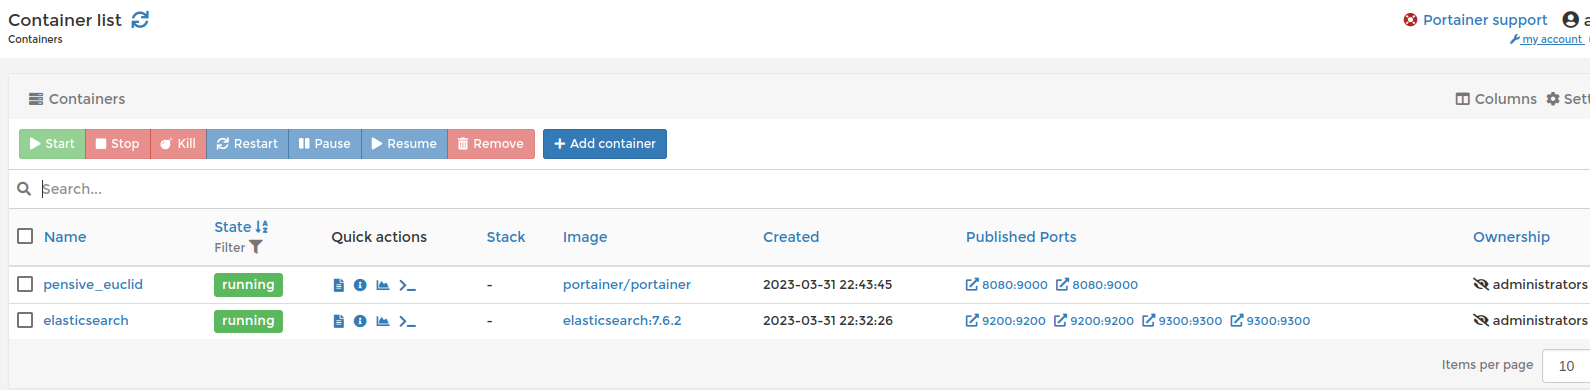 Container list
Containers
Portainer support
my account
Containers
Columns
Start Stop Kill Restart Pause Resume Remove Add container
Search...
Name State Filter Quick actions Stack Image Created Published Ports Ownership
pensive_euclid running - portainer/portainer 2023-03-31 22:43:45 8080:9000 8080:9000 administrators
elasticsearch running - elasticsearch:7.6.2 2023-03-31 22:32:26 9200:9200 9200:9200 9300:9300 9300:9300 administrators
Items per page 10